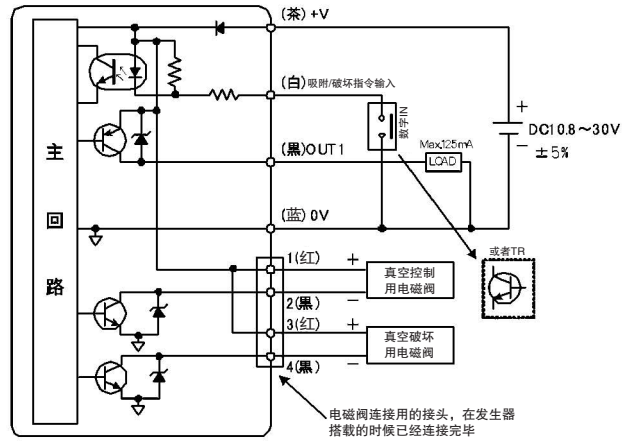 (茶)+V
(白)吸附/破坏指令输入
数字IN
(黒)OUT1
Max.125mA
LOAD
+
DC10.8～30V
−
±5%
主回路
(蓝)0V
或者TR
1(红)
+
真空控制
用电磁阀
2(黒)
−
3(红)
+
真空破坏
用电磁阀
4(黒)
−
电磁阀连接用的接头，在发生器
搭载的时候已经连接完毕